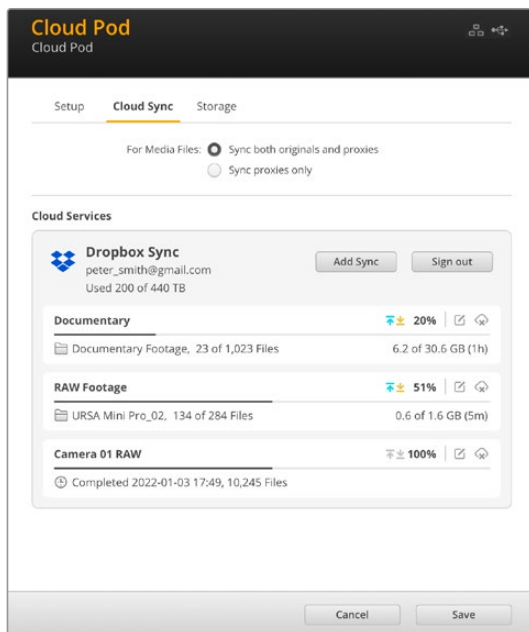 Cloud Pod
Cloud Pod
Setup Cloud Sync Storage
For Media Files: Sync both originals and proxies
Sync proxies only
Cloud Services
Dropbox Sync
peter_smith@gmail.com
Used 200 of 440 TB
Add Sync Sign out
Documentary 20%
Documentary Footage, 23 of 1,023 Files 6.2 of 30.6 GB (1h)
RAW Footage 51%
URSA Mini Pro_02, 134 of 284 Files 0.6 of 1.6 GB (5m)
Camera 01 RAW 100%
Completed 2022-01-03 17:49, 10,245 Files
Cancel Save